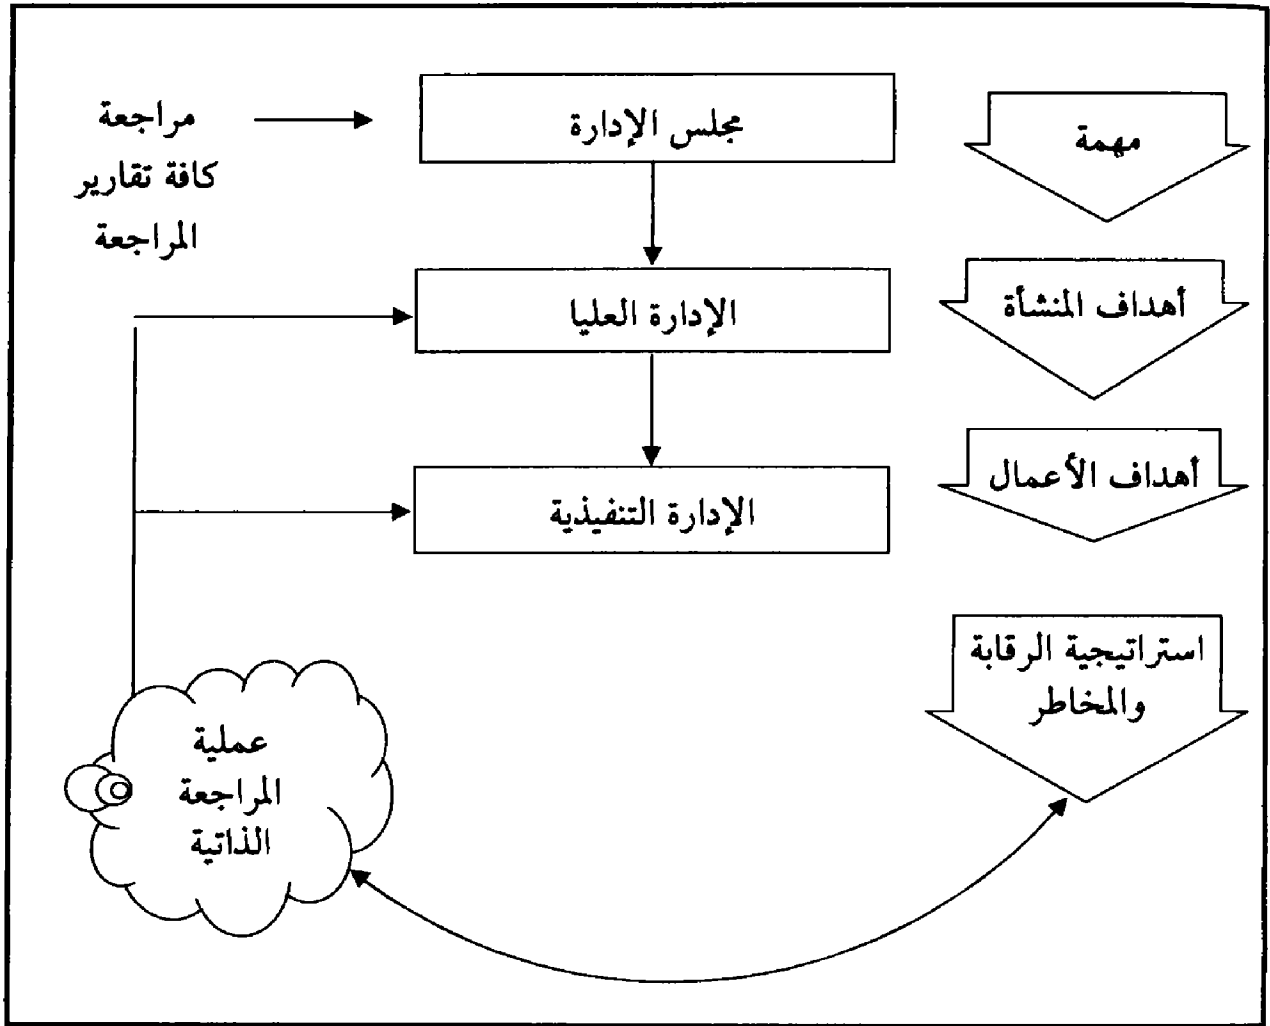 مهمة
مجلس الإدارة
مراجعة
كافة تقارير
المراجعة
أهداف المنشأة
الإدارة العليا
أهداف الأعمال
الإدارة التنفيذية
استراتيجية الرقابة
والمخاطر
عملية
المراجعة
الذاتية